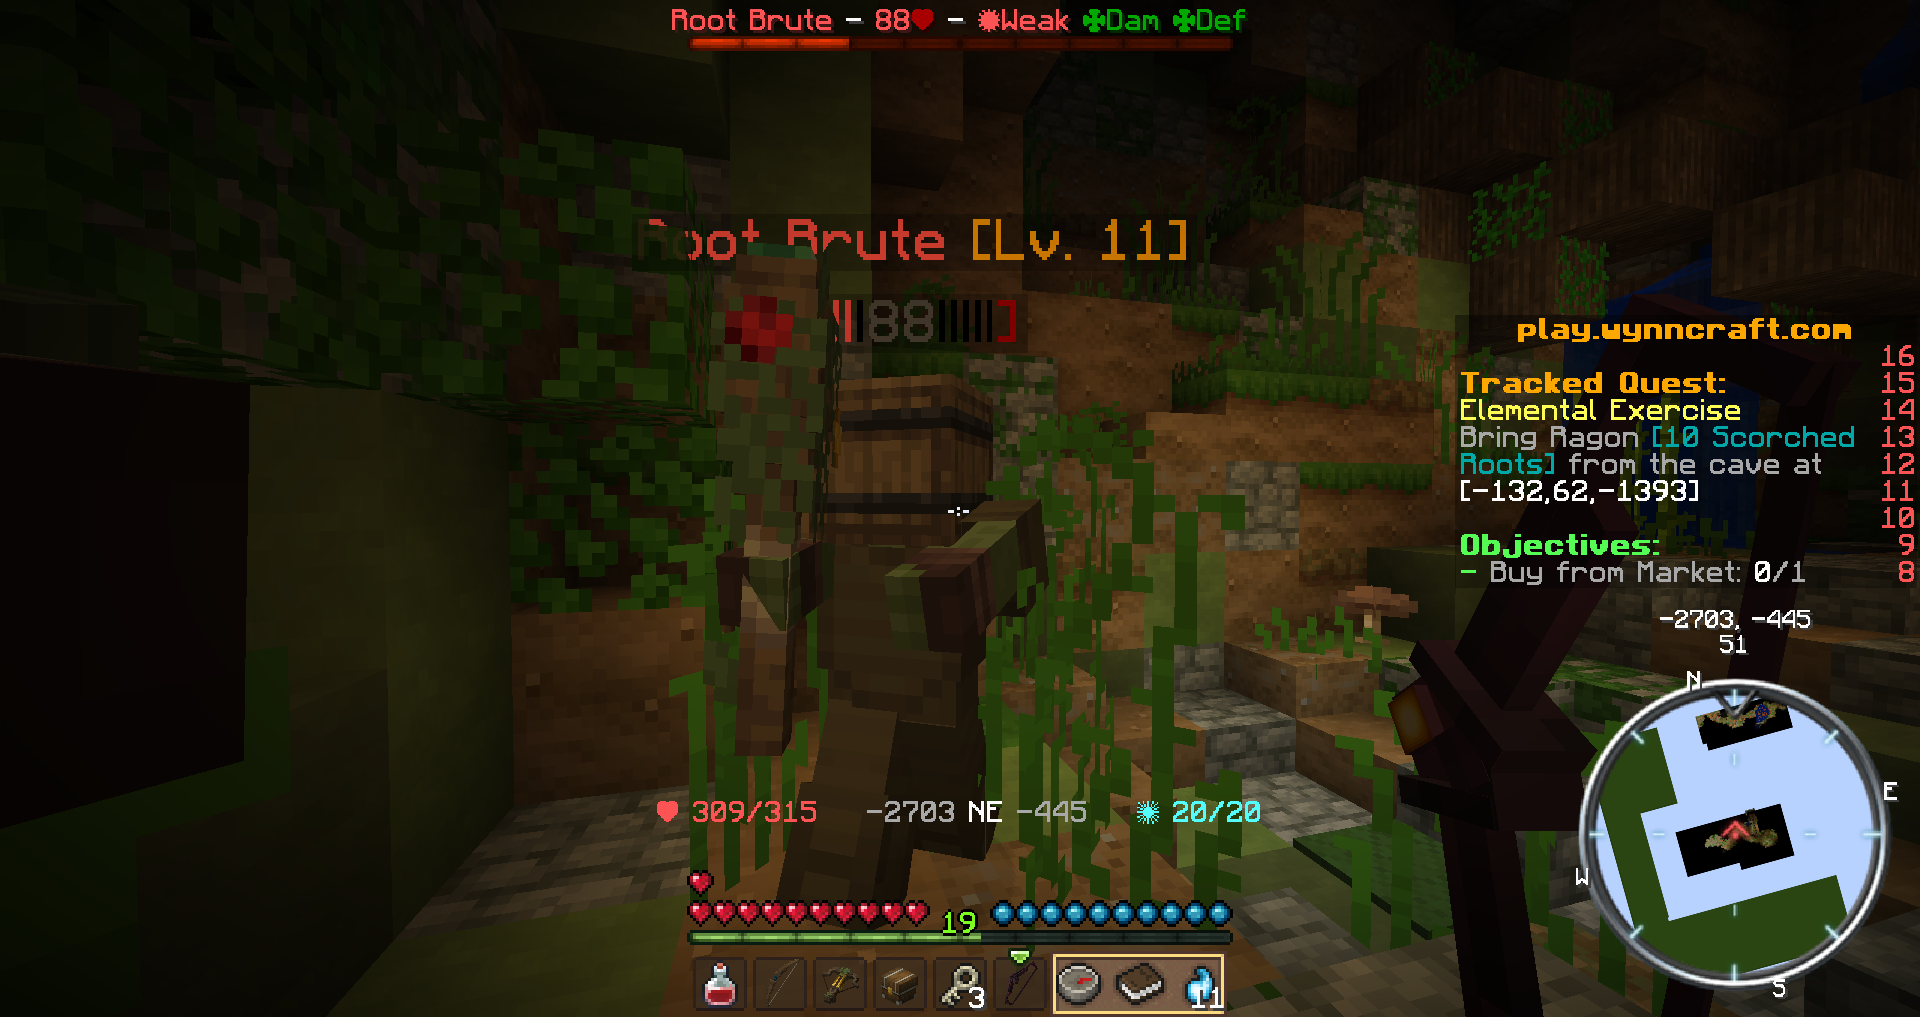 Root Brute - 88❤ - ✹Weak ✤Dam ✤Def
Root Brute [Lv. 11]
88
play.wynncraft.com
16
Tracked Quest: 15
Elemental Exercise 14
Bring Ragon [10 Scorched 13
Roots] from the cave at 12
[-132,62,-1393] 11
10
Objectives: 9
- Buy from Market: 0/1 8
-2703, -445
51
N
E
W
S
❤ 309/315 -2703 NE -445 ✺ 20/20
19
3
11